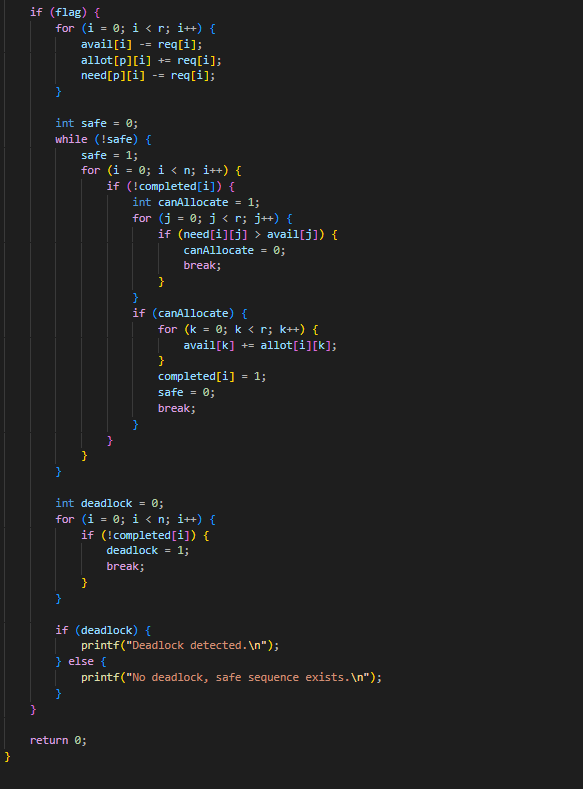 if (flag) {
        for (i = 0; i < r; i++) {
            avail[i] -= req[i];
            allot[p][i] += req[i];
            need[p][i] -= req[i];
        }

        int safe = 0;
        while (!safe) {
            safe = 1;
            for (i = 0; i < n; i++) {
                if (!completed[i]) {
                    int canAllocate = 1;
                    for (j = 0; j < r; j++) {
                        if (need[i][j] > avail[j]) {
                            canAllocate = 0;
                            break;
                        }
                    }
                    if (canAllocate) {
                        for (k = 0; k < r; k++) {
                            avail[k] += allot[i][k];
                        }
                        completed[i] = 1;
                        safe = 0;
                        break;
                    }
                }
            }
        }

        int deadlock = 0;
        for (i = 0; i < n; i++) {
            if (!completed[i]) {
                deadlock = 1;
                break;
            }
        }

        if (deadlock) {
            printf("Deadlock detected.\n");
        } else {
            printf("No deadlock, safe sequence exists.\n");
        }
    }

    return 0;
}